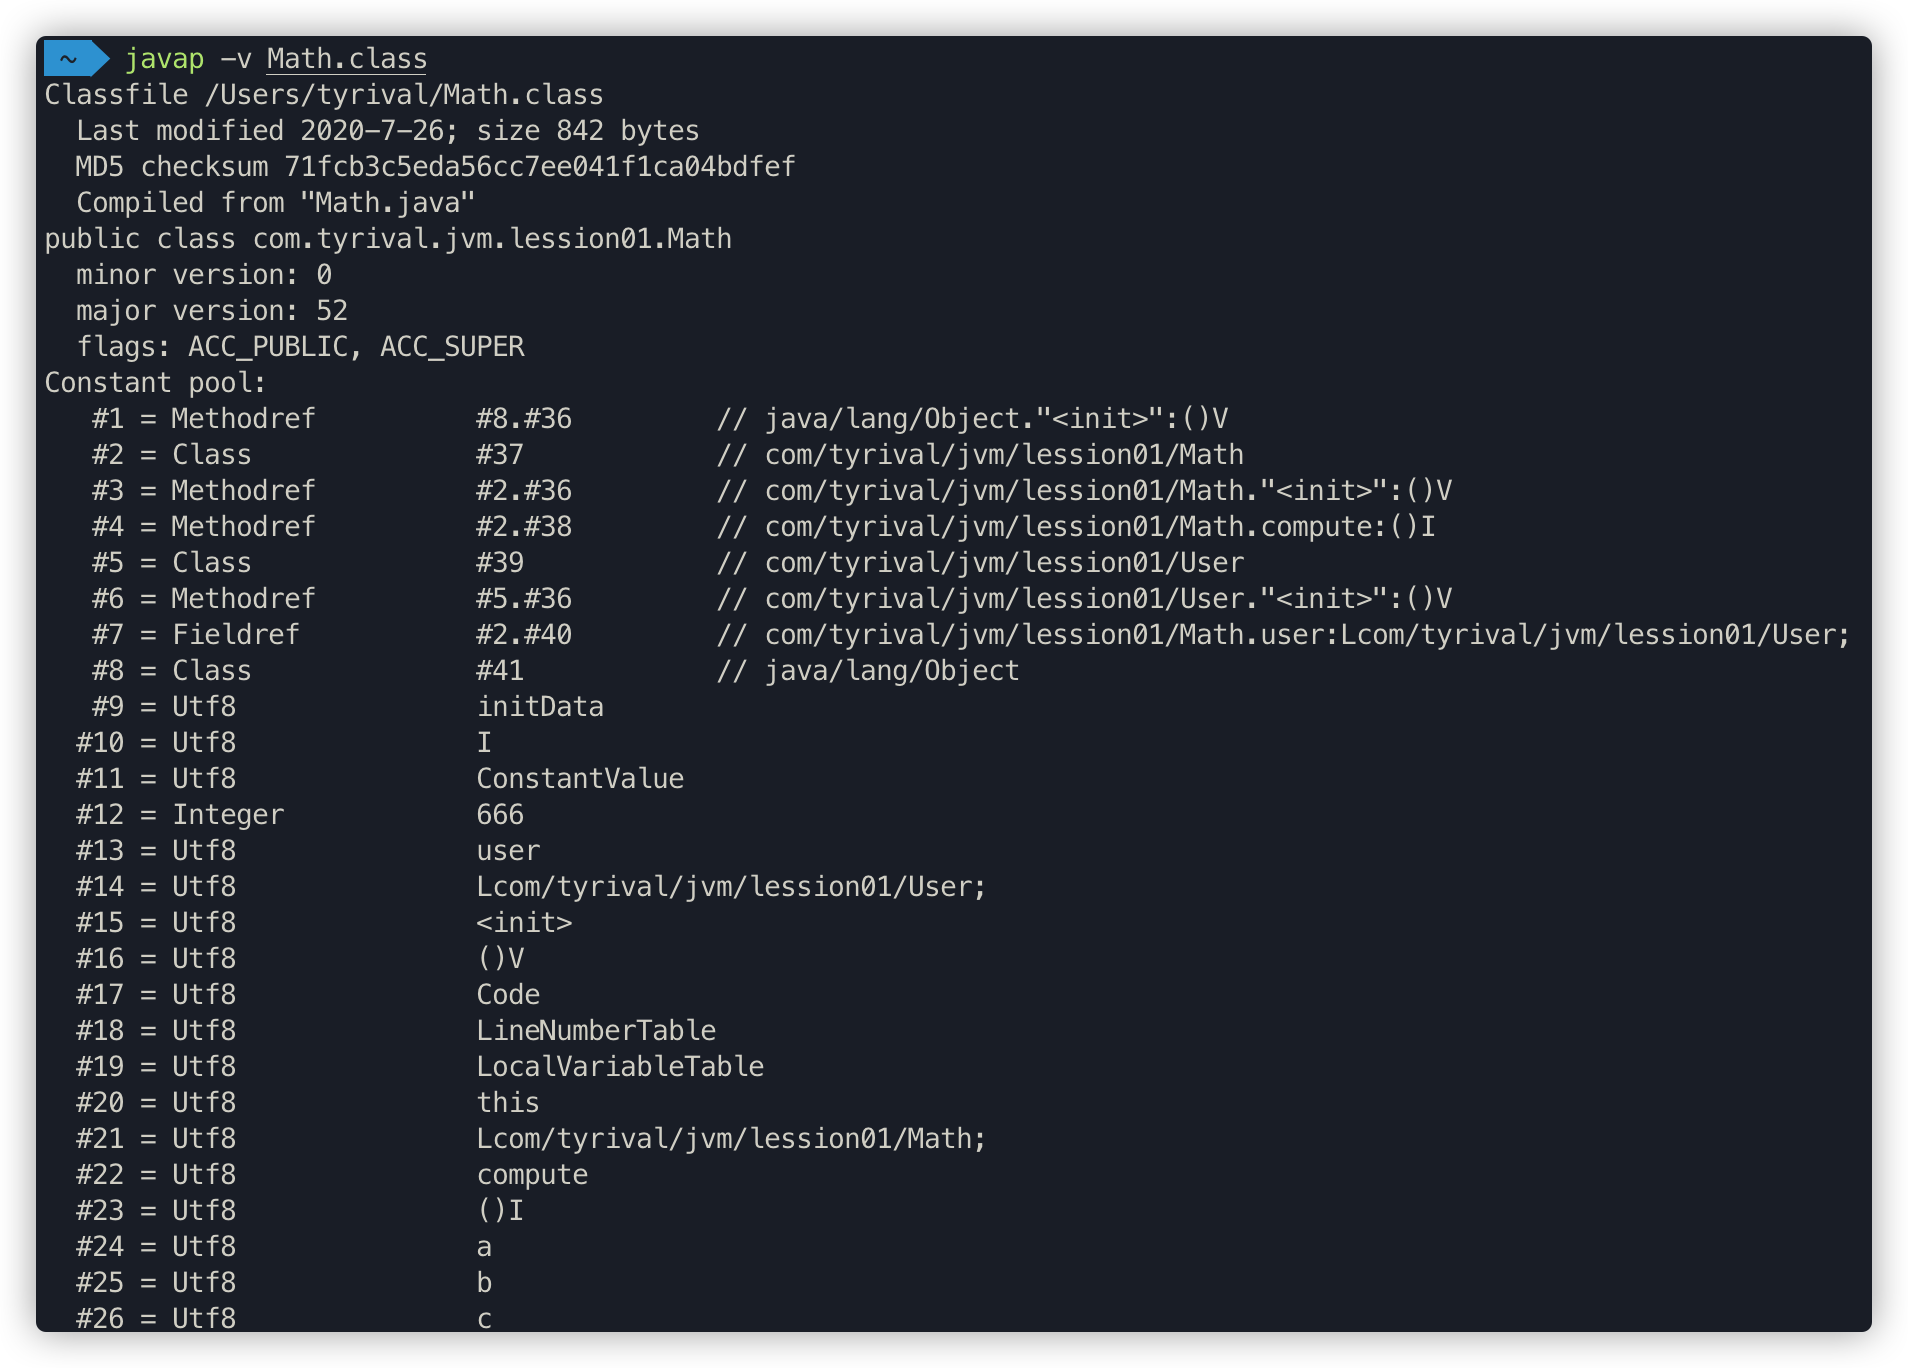 ~ javap -v Math.class
Classfile /Users/tyrival/Math.class
  Last modified 2020-7-26; size 842 bytes
  MD5 checksum 71fcb3c5eda56cc7ee041f1ca04bdfef
  Compiled from "Math.java"
public class com.tyrival.jvm.lession01.Math
  minor version: 0
  major version: 52
  flags: ACC_PUBLIC, ACC_SUPER
Constant pool:
   #1 = Methodref          #8.#36         // java/lang/Object."<init>":()V
   #2 = Class              #37            // com/tyrival/jvm/lession01/Math
   #3 = Methodref          #2.#36         // com/tyrival/jvm/lession01/Math."<init>":()V
   #4 = Methodref          #2.#38         // com/tyrival/jvm/lession01/Math.compute:()I
   #5 = Class              #39            // com/tyrival/jvm/lession01/User
   #6 = Methodref          #5.#36         // com/tyrival/jvm/lession01/User."<init>":()V
   #7 = Fieldref           #2.#40         // com/tyrival/jvm/lession01/Math.user:Lcom/tyrival/jvm/lession01/User;
   #8 = Class              #41            // java/lang/Object
   #9 = Utf8               initData
  #10 = Utf8               I
  #11 = Utf8               ConstantValue
  #12 = Integer            666
  #13 = Utf8               user
  #14 = Utf8               Lcom/tyrival/jvm/lession01/User;
  #15 = Utf8               <init>
  #16 = Utf8               ()V
  #17 = Utf8               Code
  #18 = Utf8               LineNumberTable
  #19 = Utf8               LocalVariableTable
  #20 = Utf8               this
  #21 = Utf8               Lcom/tyrival/jvm/lession01/Math;
  #22 = Utf8               compute
  #23 = Utf8               ()I
  #24 = Utf8               a
  #25 = Utf8               b
  #26 = Utf8               c